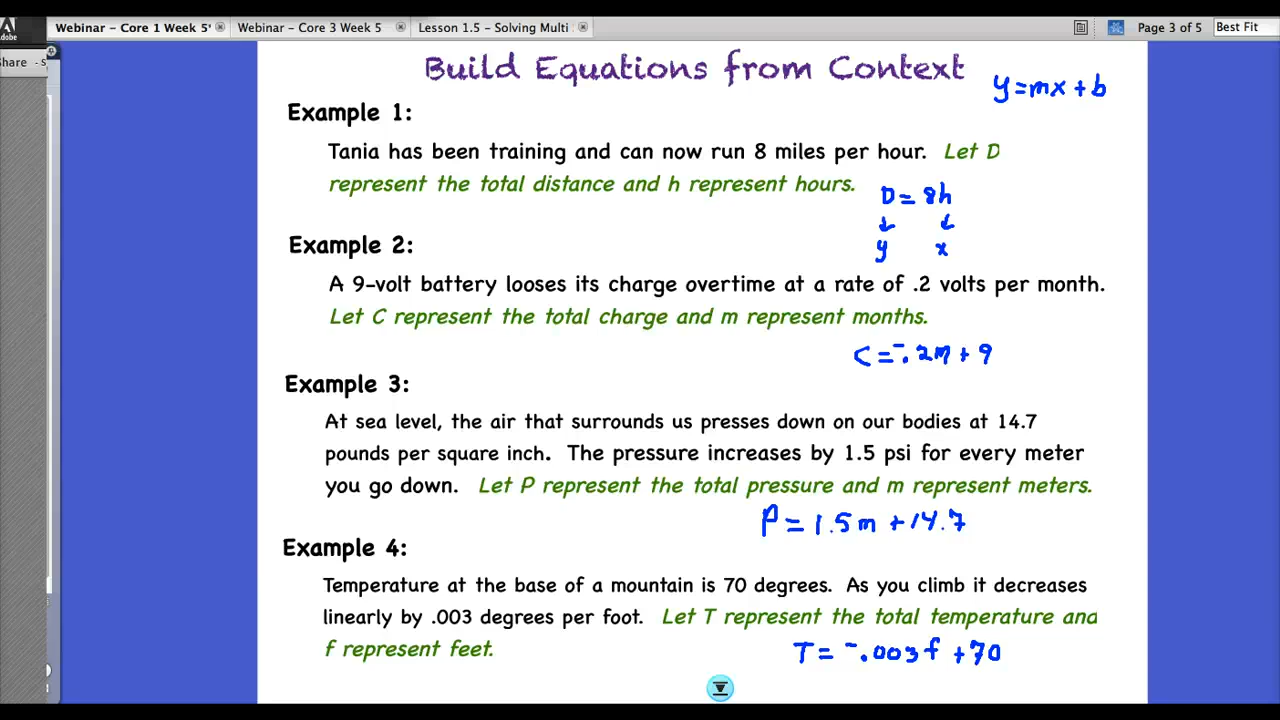 Adobe
Webinar - Core 1 Week 5
Webinar - Core 3 Week 5
Lesson 1.5 - Solving Multi
Page 3 of 5
Best Fit
Share
Build Equations from Context
y=mx+b
Example 1:
Tania has been training and can now run 8 miles per hour. Let D
represent the total distance and h represent hours.
D = 8h
↓ ↓
y x
Example 2:
A 9-volt battery looses its charge overtime at a rate of .2 volts per month.
Let C represent the total charge and m represent months.
C = -.2m + 9
Example 3:
At sea level, the air that surrounds us presses down on our bodies at 14.7
pounds per square inch. The pressure increases by 1.5 psi for every meter
you go down. Let P represent the total pressure and m represent meters.
P = 1.5m +14.7
Example 4:
Temperature at the base of a mountain is 70 degrees. As you climb it decreases
linearly by .003 degrees per foot. Let T represent the total temperature and
f represent feet.
T = -.003f +70